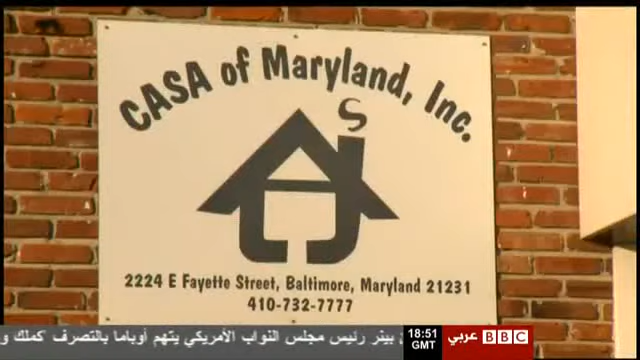 CASA of Maryland, Inc.
2224 E Fayette Street, Baltimore, Maryland 21231
410-732-7777
بينر رئيس مجلس النواب الأمريكي يتهم أوباما بالتصرف "كملك و
18:51
GMT
عربي BBC